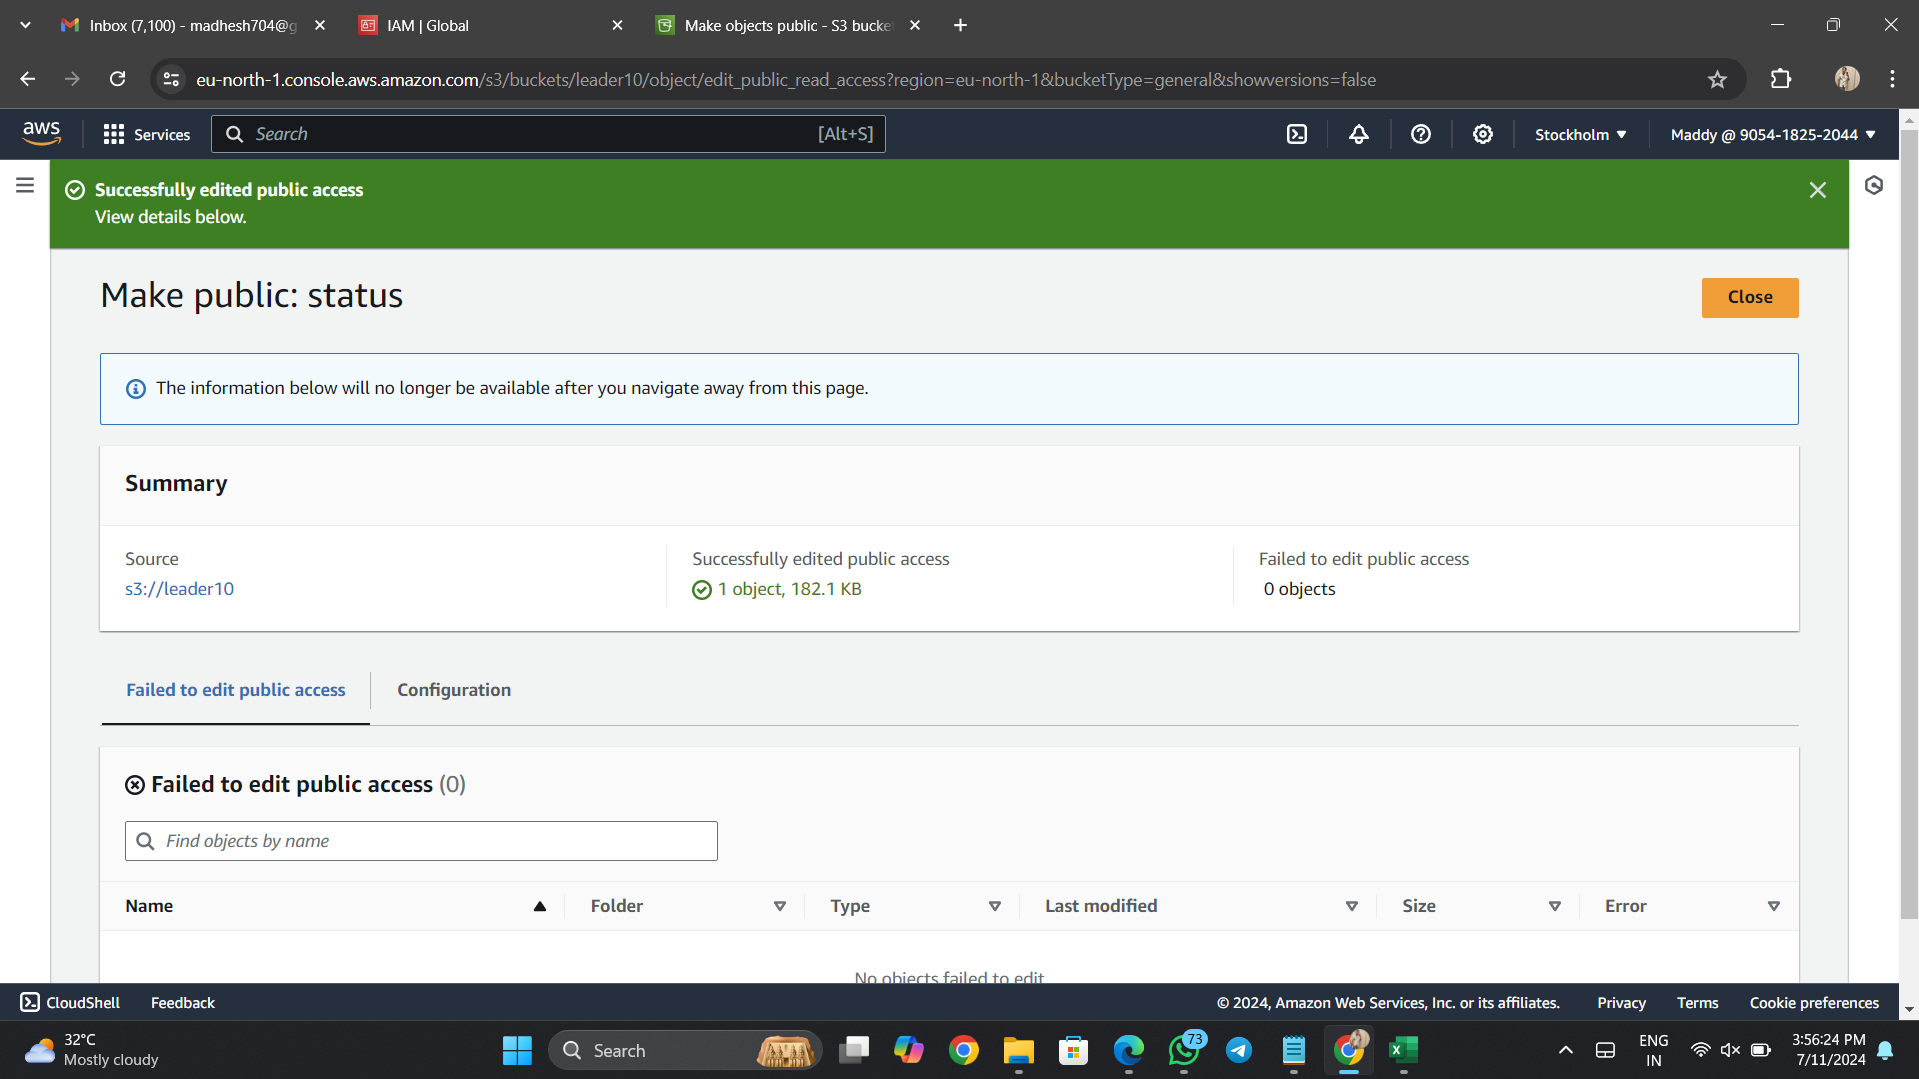 Inbox (7,100) - madhesh704@g
IAM | Global
Make objects public - S3 bucke
eu-north-1.console.aws.amazon.com/s3/buckets/leader10/object/edit_public_read_access?region=eu-north-1&bucketType=general&showversions=false
aws
Services
Search
[Alt+S]
Stockholm
Maddy @ 9054-1825-2044
Successfully edited public access
View details below.
Make public: status
Close
The information below will no longer be available after you navigate away from this page.
Summary
Source
s3://leader10
Successfully edited public access
1 object, 182.1 KB
Failed to edit public access
0 objects
Failed to edit public access
Configuration
Failed to edit public access (0)
Find objects by name
Name
Folder
Type
Last modified
Size
Error
No objects failed to edit
CloudShell
Feedback
© 2024, Amazon Web Services, Inc. or its affiliates.
Privacy
Terms
Cookie preferences
32°C
Mostly cloudy
Search
73
ENG
IN
3:56:24 PM
7/11/2024